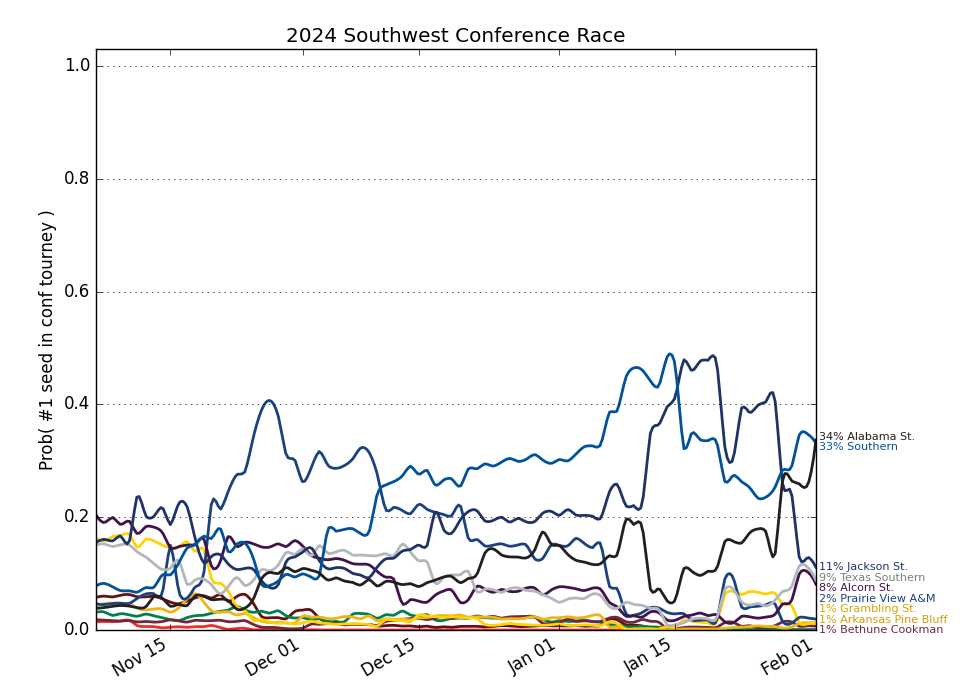 2024 Southwest Conference Race
Prob( #1 seed in conf tourney )
1.0
0.8
0.6
0.4
0.2
0.0
Nov 15
Dec 01
Dec 15
Jan 01
Jan 15
Feb 01
34% Alabama St.
33% Southern
11% Jackson St.
9% Texas Southern
8% Alcorn St.
2% Prairie View A&M
1% Grambling St.
1% Arkansas Pine Bluff
1% Bethune Cookman